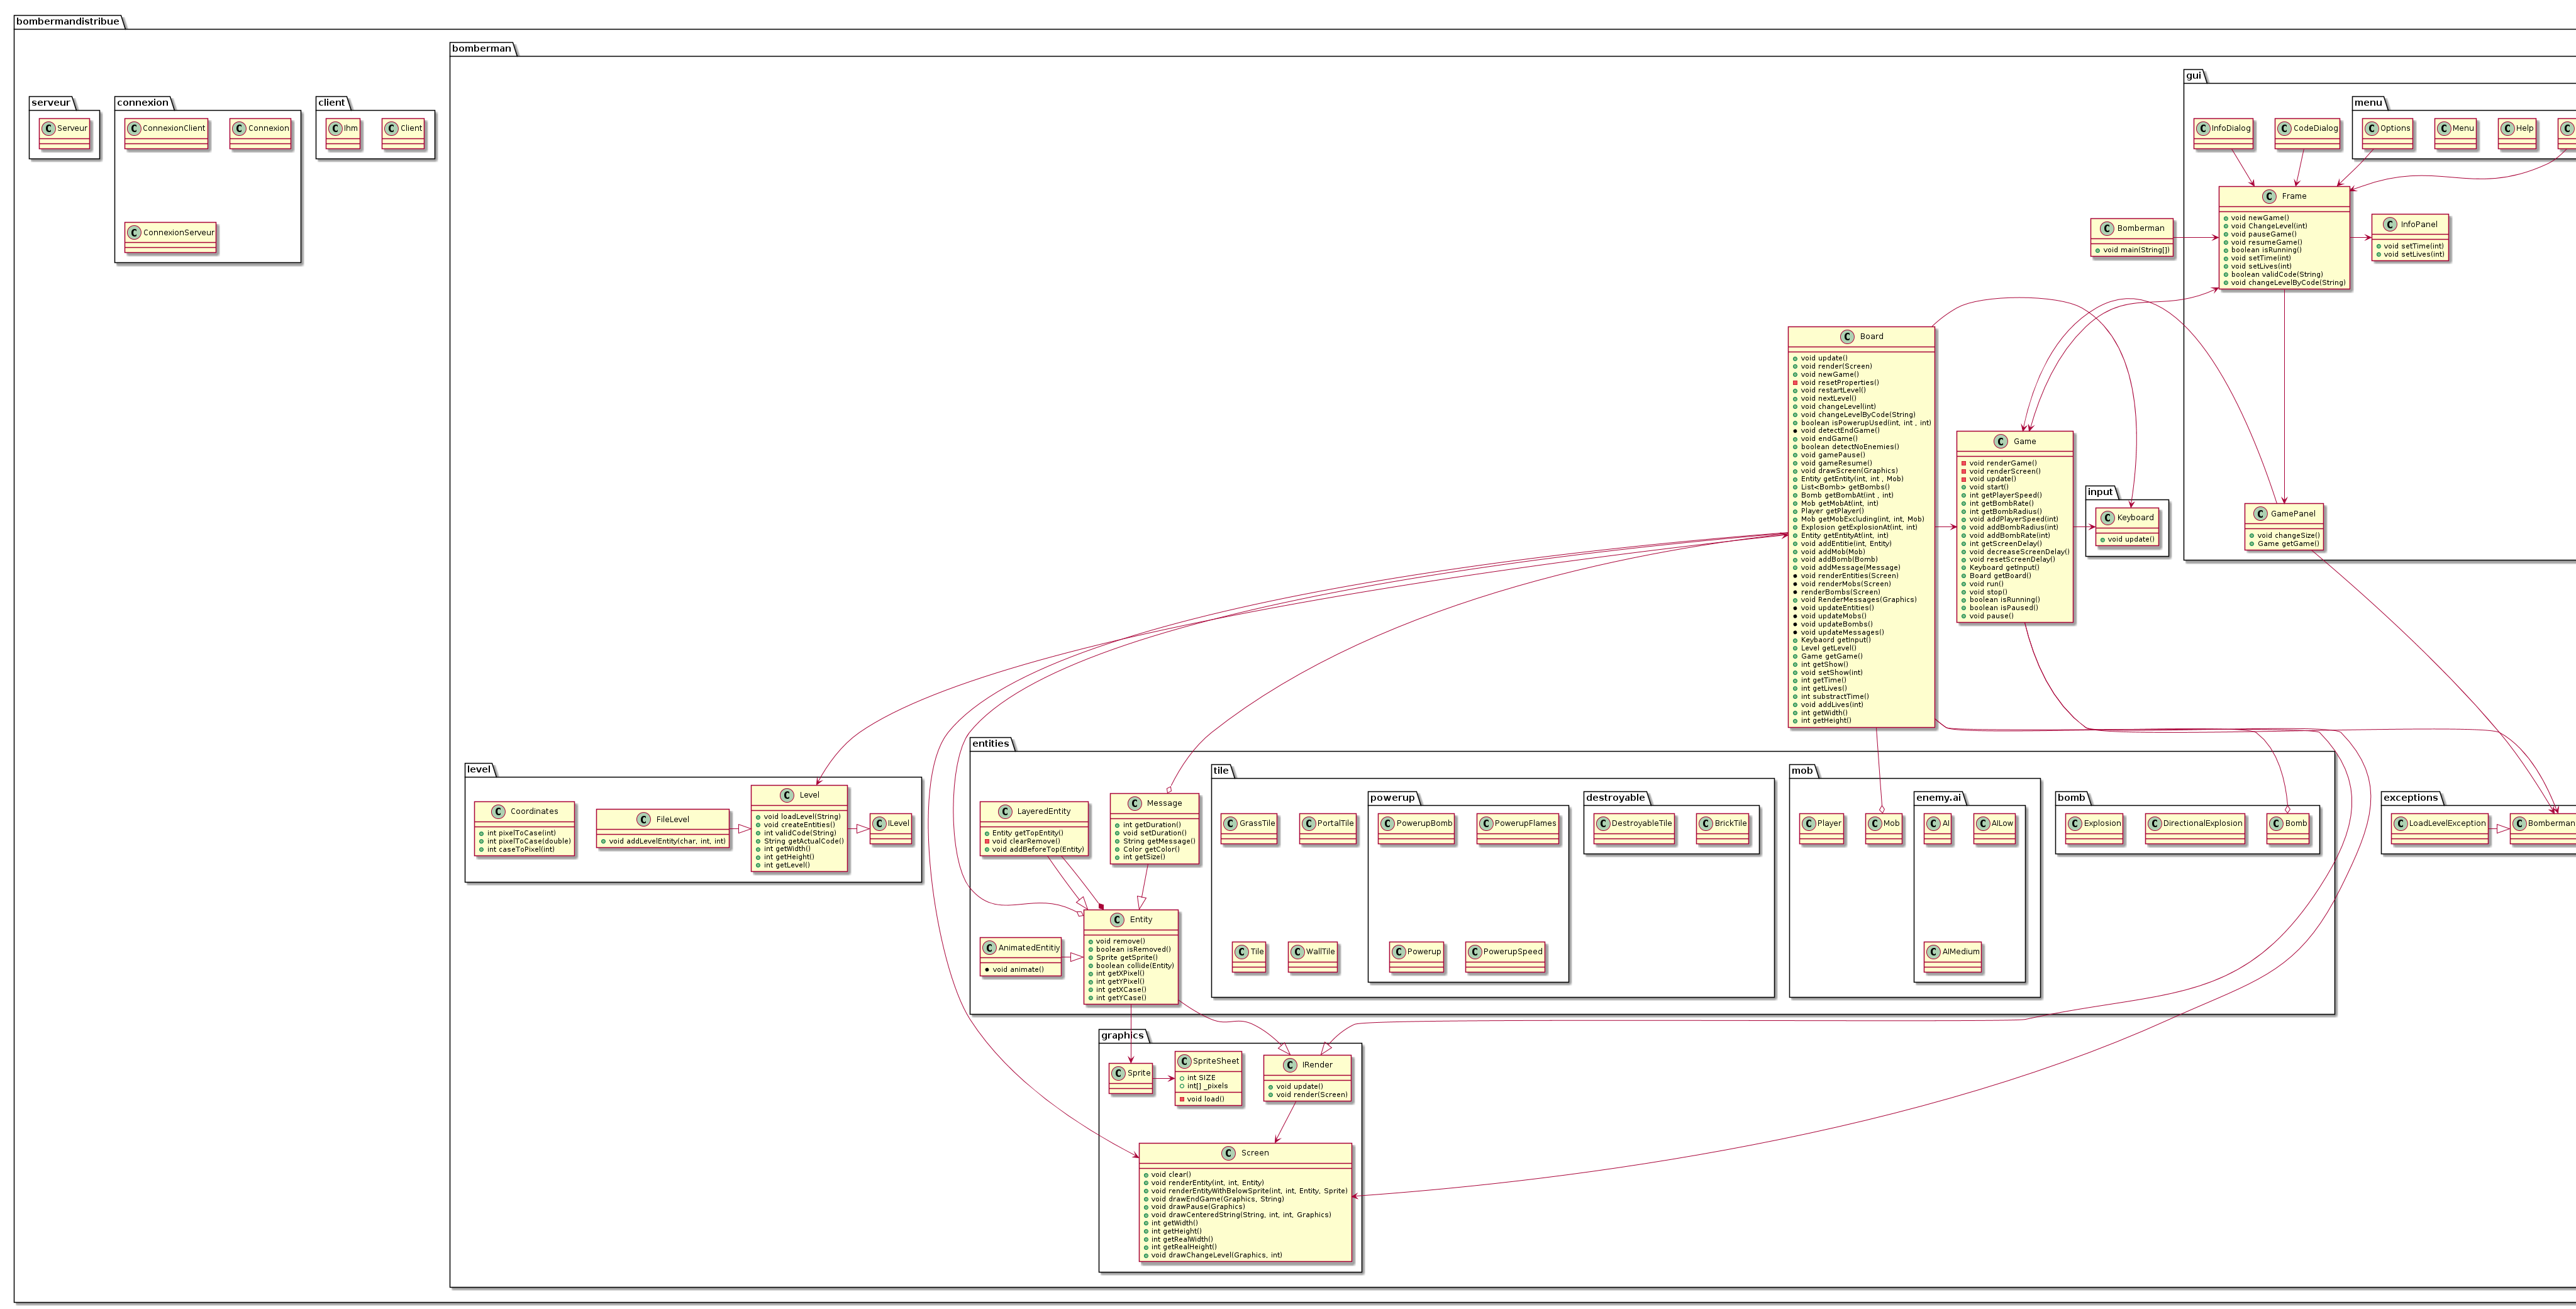 bombermandistribue
serveur
C Serveur
connexion
C ConnexionClient
C Connexion
C ConnexionServeur
client
C Ihm
C Client
bomberman
gui
menu
C InfoDialog
C CodeDialog
C Options
C Menu
C Help
C
C Frame
void newGame()
void ChangeLevel(int)
void pauseGame()
void resumeGame()
boolean isRunning()
void setTime(int)
void setLives(int)
boolean validCode(String)
void changeLevelByCode(String)
C InfoPanel
void setTime(int)
void setLives(int)
C Bomberman
void main(String[])
C Board
void update()
void render(Screen)
void newGame()
void resetProperties()
void restartLevel()
void nextLevel()
void changeLevel(int)
void changeLevelByCode(String)
boolean isPowerupUsed(int, int , int)
void detectEndGame()
void endGame()
boolean detectNoEnemies()
void gamePause()
void gameResume()
void drawScreen(Graphics)
Entity getEntity(int, int , Mob)
List<Bomb> getBombs()
Bomb getBombAt(int , int)
Mob getMobAt(int, int)
Player getPlayer()
Mob getMobExcluding(int, int, Mob)
Explosion getExplosionAt(int, int)
Entity getEntityAt(int, int)
void addEntitie(int, Entity)
void addMob(Mob)
void addBomb(Bomb)
void addMessage(Message)
void renderEntities(Screen)
void renderMobs(Screen)
renderBombs(Screen)
void RenderMessages(Graphics)
void updateEntities()
void updateMobs()
void updateBombs()
void updateMessages()
Keybaord getInput()
Level getLevel()
Game getGame()
int getShow()
void setShow(int)
int getTime()
int getLives()
int substractTime()
void addLives(int)
int getWidth()
int getHeight()
C Game
void renderGame()
void renderScreen()
void update()
void start()
int getPlayerSpeed()
int getBombRate()
int getBombRadius()
void addPlayerSpeed(int)
void addBombRadius(int)
void addBombRate(int)
int getScreenDelay()
void decreaseScreenDelay()
void resetScreenDelay()
Keyboard getInput()
Board getBoard()
void run()
void stop()
boolean isRunning()
boolean isPaused()
void pause()
input
C Keyboard
void update()
C GamePanel
void changeSize()
Game getGame()
level
C Coordinates
int pixelToCase(int)
int pixelToCase(double)
int caseToPixel(int)
C FileLevel
void addLevelEntity(char, int, int)
C Level
void loadLevel(String)
void createEntities()
int validCode(String)
String getActualCode()
int getWidth()
int getHeight()
int getLevel()
C ILevel
entities
C LayeredEntity
Entity getTopEntity()
void clearRemove()
void addBeforeTop(Entity)
C Message
int getDuration()
void setDuration()
String getMessage()
Color getColor()
int getSize()
C Entity
void remove()
boolean isRemoved()
Sprite getSprite()
boolean collide(Entity)
int getXPixel()
int getYPixel()
int getXCase()
int getYCase()
C AnimatedEntitiy
void animate()
tile
C GrassTile
C PortalTile
C Tile
C WallTile
powerup
C PowerupBomb
C PowerupFlames
C Powerup
C PowerupSpeed
destroyable
C DestroyableTile
C BrickTile
mob
C Player
C Mob
enemy.ai
C AI
C AILow
C AIMedium
bomb
C Explosion
C DirectionalExplosion
C Bomb
exceptions
C LoadLevelException
C Bomberman
graphics
C Sprite
C SpriteSheet
int SIZE
int[] _pixels
void load()
C IRender
void update()
void render(Screen)
C Screen
void clear()
void renderEntity(int, int, Entity)
void renderEntityWithBelowSprite(int, int, Entity, Sprite)
void drawEndGame(Graphics, String)
void drawPause(Graphics)
void drawCenteredString(String, int, int, Graphics)
int getWidth()
int getHeight()
int getRealWidth()
int getRealHeight()
void drawChangeLevel(Graphics, int)